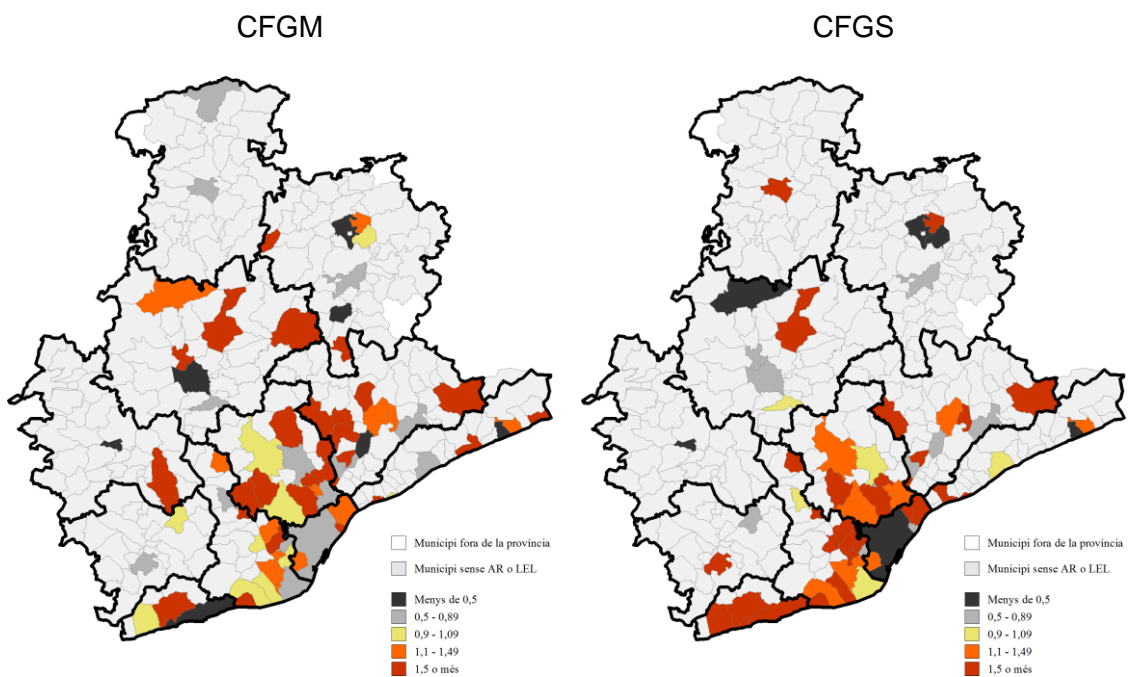 CFGM
CFGS
Municipi fora de la província
Municipi sense AR o LEL
Menys de 0,5
0,5 - 0,89
0,9 - 1,09
1,1 - 1,49
1,5 o més
Municipi fora de la província
Municipi sense AR o LEL
Menys de 0,5
0,5 - 0,89
0,9 - 1,09
1,1 - 1,49
1,5 o més